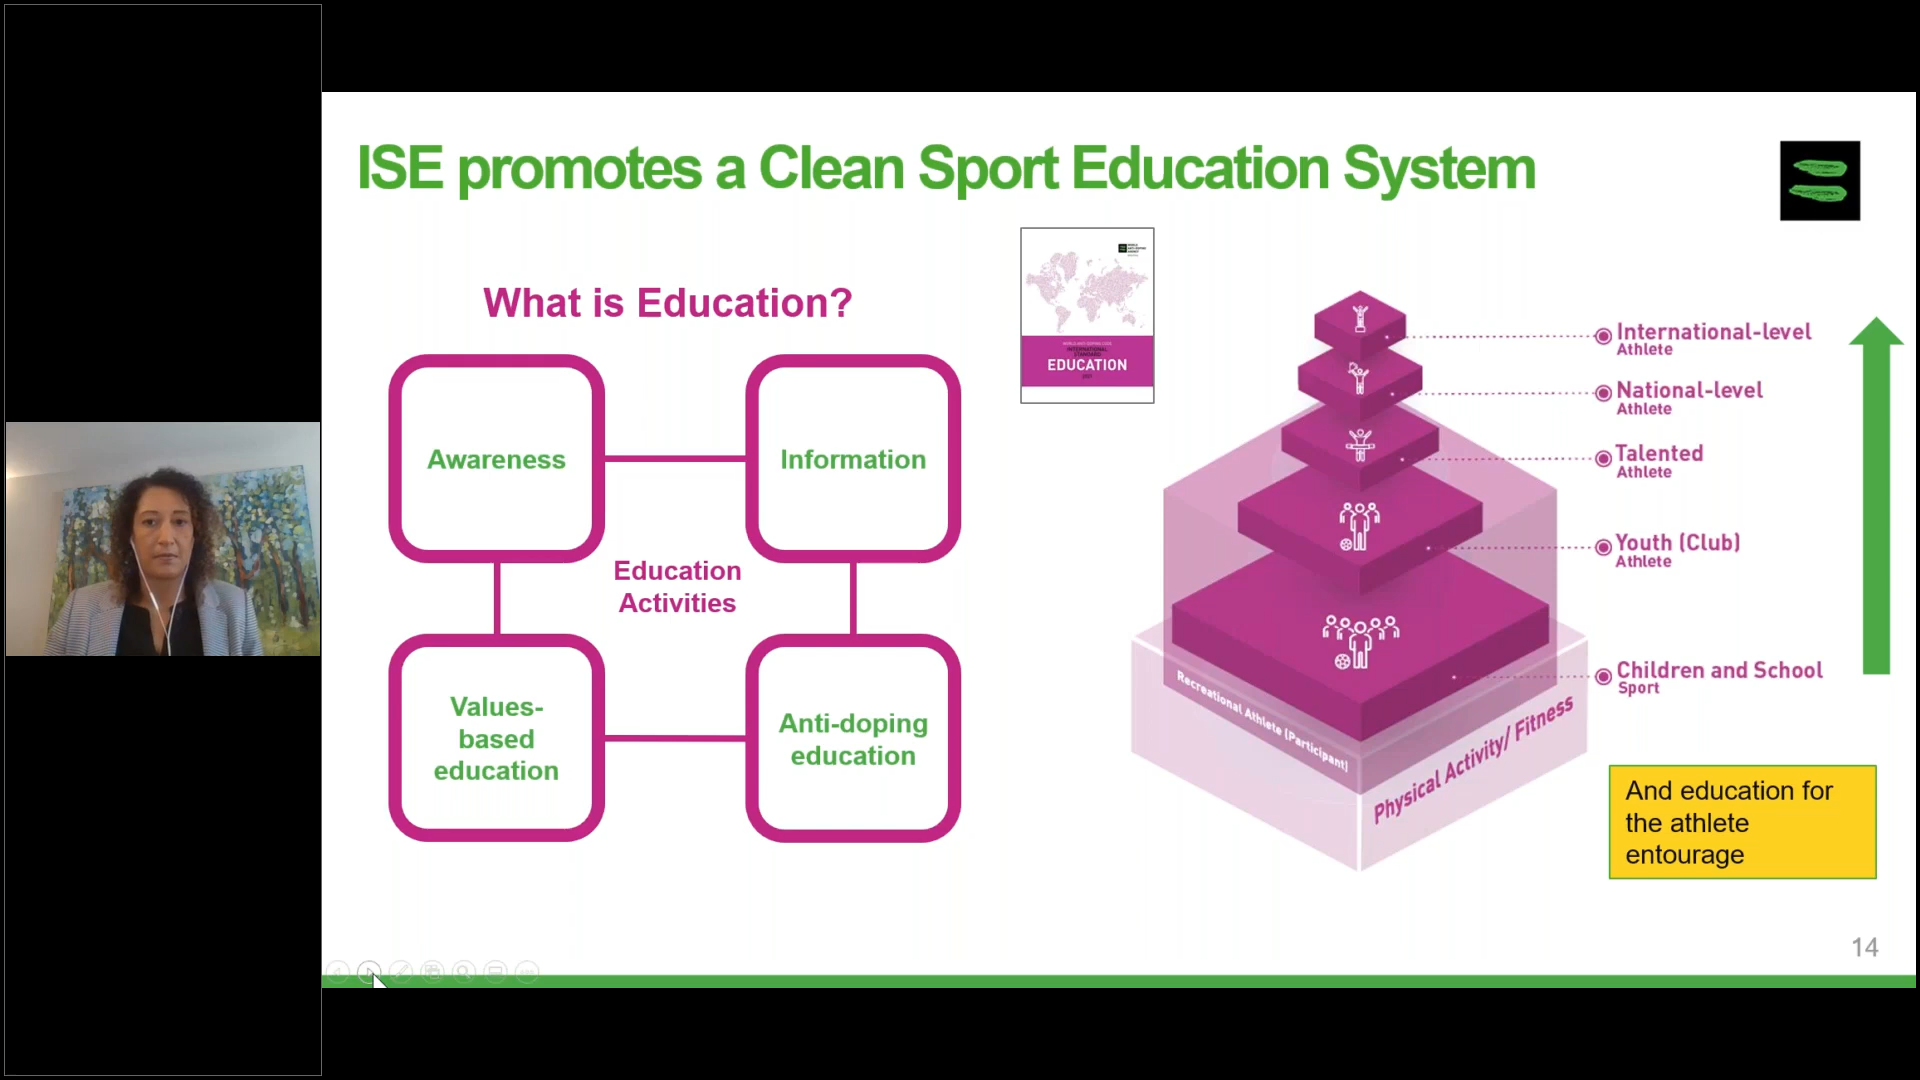 ISE promotes a Clean Sport Education System
What is Education?
Awareness
Information
Education
Activities
Values-
based
education
Anti-doping
education
INTERNATIONAL
STANDARD
EDUCATION
International-level
Athlete
National-level
Athlete
Talented
Athlete
Youth (Club)
Athlete
Children and School
Sport
Recreational Athlete (Participant)
Physical Activity/ Fitness
And education for
the athlete
entourage
14